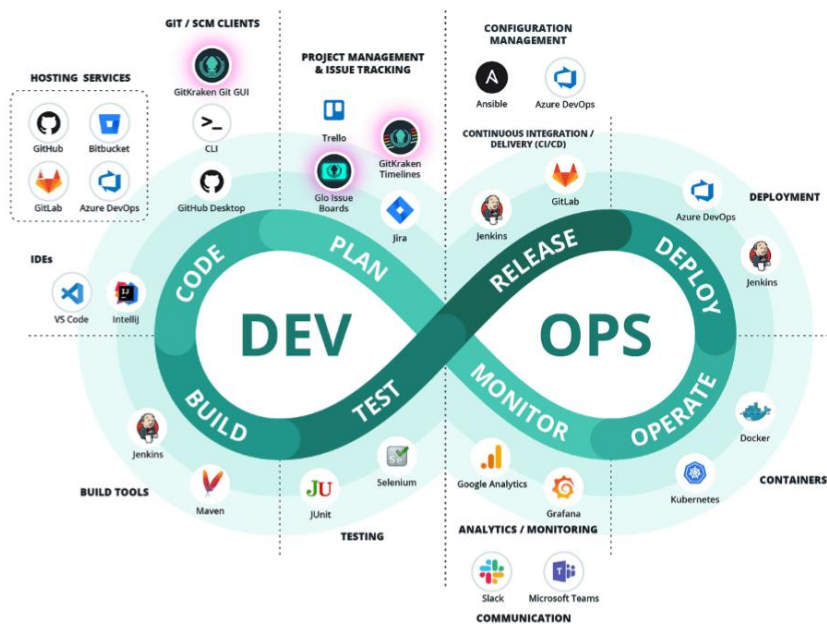 GIT / SCM CLIENTS
GitKraken Git GUI
>_
CLI
GitHub Desktop
HOSTING SERVICES
GitHub
Bitbucket
GitLab
Azure DevOps
IDEs
VS Code
IJ
IntelliJ
PROJECT MANAGEMENT
& ISSUE TRACKING
Trello
GitKraken
Timelines
Glo Issue
Boards
Jira
CONFIGURATION
MANAGEMENT
A
Ansible
Azure DevOps
CONTINUOUS INTEGRATION /
DELIVERY (CI/CD)
GitLab
Jenkins
Azure DevOps
DEPLOYMENT
Jenkins
CODE
PLAN
RELEASE
DEPLOY
DEV
OPS
BUILD
TEST
MONITOR
OPERATE
Jenkins
Maven
BUILD TOOLS
JU
JUnit
Se
Selenium
TESTING
Google Analytics
Grafana
ANALYTICS / MONITORING
Docker
Kubernetes
CONTAINERS
Slack
T
Microsoft Teams
COMMUNICATION